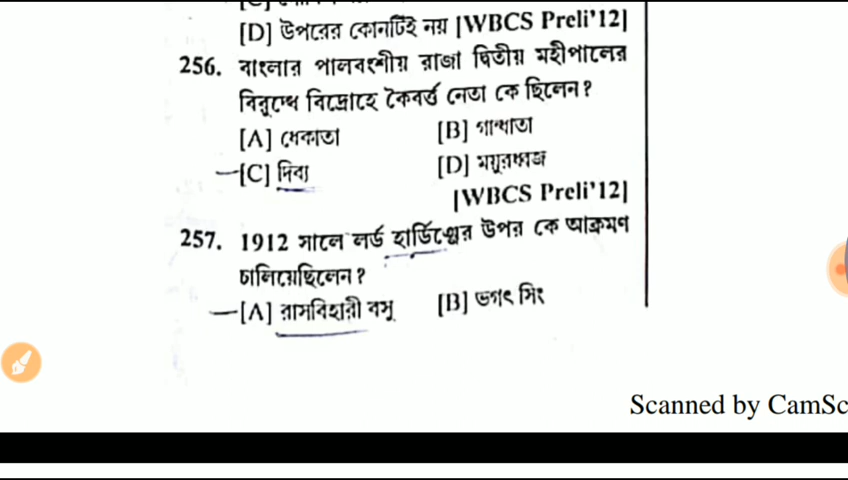 [D] উপরের কোনটিই নয় [WBCS Preli'12]
256. বাংলার পালবংশীয় রাজা দ্বিতীয় মহীপালের
বিরুদ্ধে বিদ্রোহে কৈবর্ত নেতা কে ছিলেন?
[A] [B]
[C] দিব্য [D] ময়ূরধ্বজ
[WBCS Preli'12]
257. 1912 সালে লর্ড হার্ডিঞ্জের উপর কে আক্রমণ
চালিয়েছিলেন?
[A] রাসবিহারী বসু [B] ভগৎ সিং
Scanned by CamSc